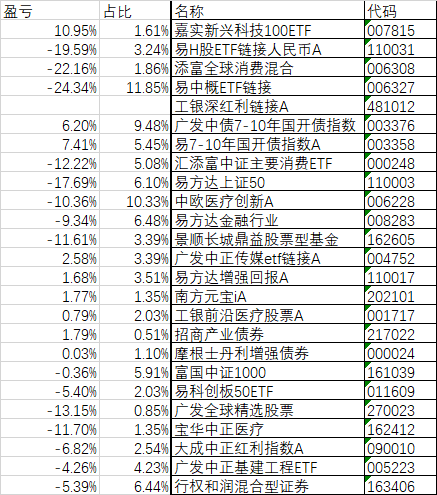 盈亏 占比 名称 代码
10.95% 1.61% 嘉实新兴科技100ETF 007815
-19.59% 3.24% 易H股ETF链接人民币A 110031
-22.16% 1.86% 添富全球消费混合 006308
-24.34% 11.85% 易中概ETF链接 006327
工银深红利链接A 481012
6.20% 9.48% 广发中债7-10年国开债指数 003376
7.41% 5.45% 易7-10年国开债指数A 003358
-12.22% 5.08% 汇添富中证主要消费ETF 000248
-17.69% 6.10% 易方达上证50 110003
-10.36% 10.33% 中欧医疗创新A 006228
-9.34% 6.48% 易方达金融行业 008283
-11.61% 3.39% 景顺长城鼎益股票型基金 162605
2.58% 3.39% 广发中正传媒etf链接A 004752
1.68% 3.51% 易方达增强回报A 110017
1.77% 1.35% 南方元宝iA 202101
0.79% 2.03% 工银前沿医疗股票A 001717
1.79% 0.51% 招商产业债券 217022
0.03% 1.10% 摩根士丹利增强债券 000024
-0.36% 5.91% 富国中证1000 161039
-5.40% 2.03% 易科创板50ETF 011609
-13.15% 0.85% 广发全球精选股票 270023
-11.70% 1.35% 宝华中正医疗 162412
-6.82% 2.54% 大成中正红利指数A 090010
-4.26% 4.23% 广发中正基建工程ETF 005223
-5.39% 6.44% 行权和润混合型证券 163406